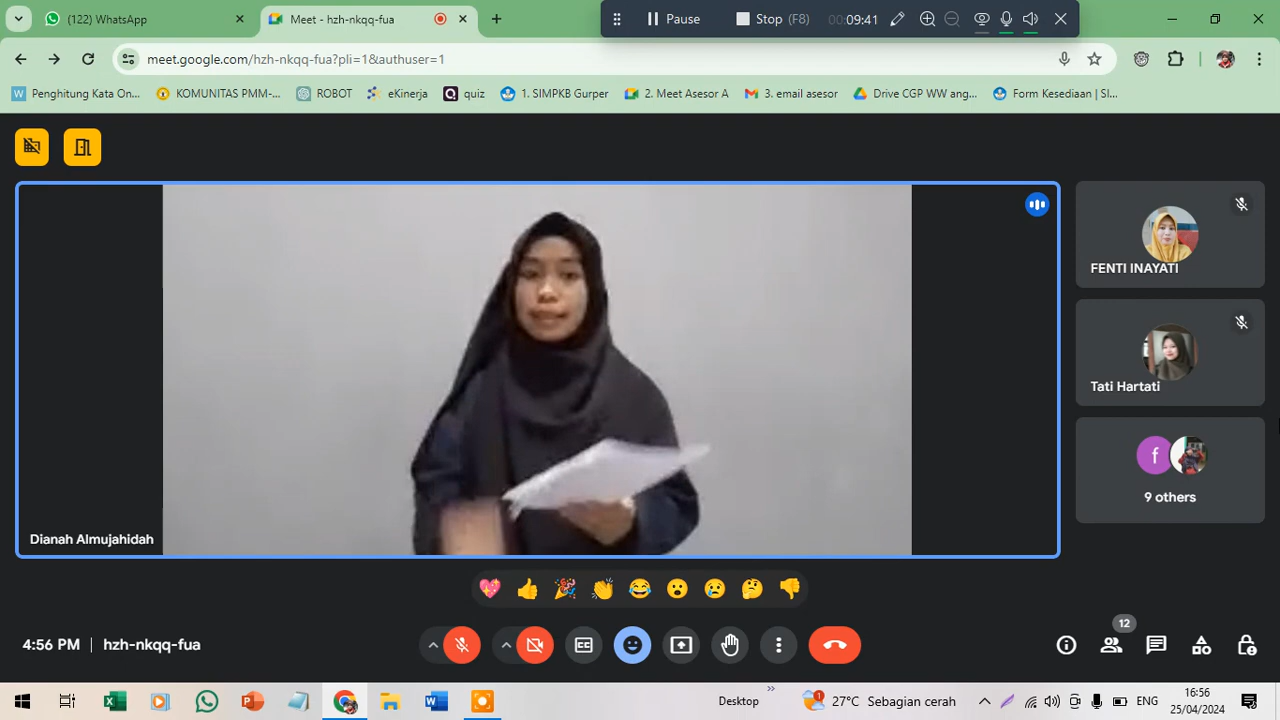 (122) WhatsApp
Meet - hzh-nkqq-fua
Pause
Stop (F8)
00:09:41
meet.google.com/hzh-nkqq-fua?pli=1&authuser=1
Penghitung Kata On...
KOMUNITAS PMM-...
ROBOT
eKinerja
quiz
1. SIMPKB Gurper
2. Meet Asesor A
3. email asesor
Drive CGP WW ang...
Form Kesediaan | SI...
FENTI INAYATI
Tati Hartati
f
9 others
Dianah Almujahidah
4:56 PM
hzh-nkqq-fua
CC
12
Desktop
»
1
27°C Sebagian cerah
ENG
16:56
25/04/2024